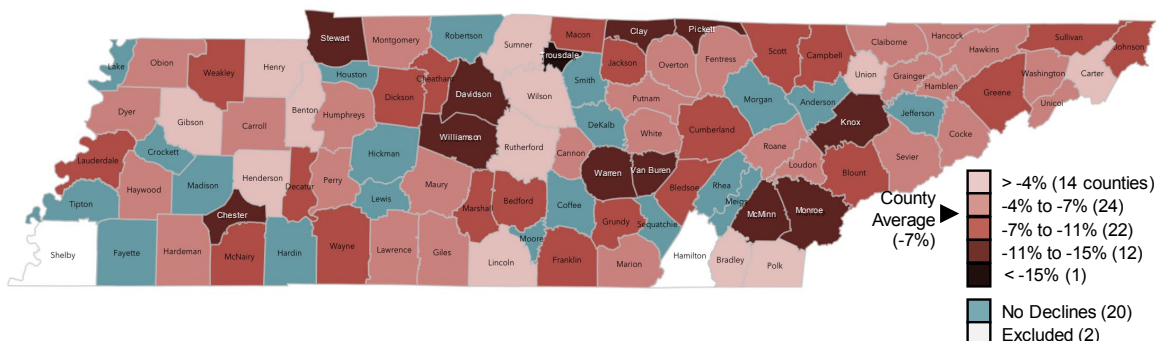 Stewart
Montgomery
Robertson
Sumner
Macon
Clay
Pickett
Trousdale
Lake
Obion
Weakley
Henry
Houston
Cheatham
Dickson
Davidson
Wilson
Smith
Jackson
Overton
Fentress
Scott
Campbell
Claiborne
Hancock
Hawkins
Sullivan
Johnson
Union
Grainger
Hamblen
Washington
Carter
Unicoi
Greene
Dyer
Gibson
Carroll
Benton
Humphreys
Williamson
Rutherford
DeKalb
Putnam
White
Cumberland
Morgan
Anderson
Knox
Jefferson
Cocke
Sevier
Lauderdale
Crockett
Haywood
Madison
Henderson
Decatur
Perry
Hickman
Lewis
Maury
Cannon
Warren
Van Buren
Bledsoe
Rhea
Meigs
Roane
Loudon
Blount
Tipton
Chester
Marshall
Bedford
Coffee
Grundy
Sequatchie
McMinn
Monroe
Shelby
Fayette
Hardeman
McNairy
Hardin
Wayne
Lawrence
Giles
Lincoln
Moore
Franklin
Marion
Hamilton
Bradley
Polk
County
Average
(-7%)
> -4% (14 counties)
-4% to -7% (24)
-7% to -11% (22)
-11% to -15% (12)
< -15% (1)
No Declines (20)
Excluded (2)